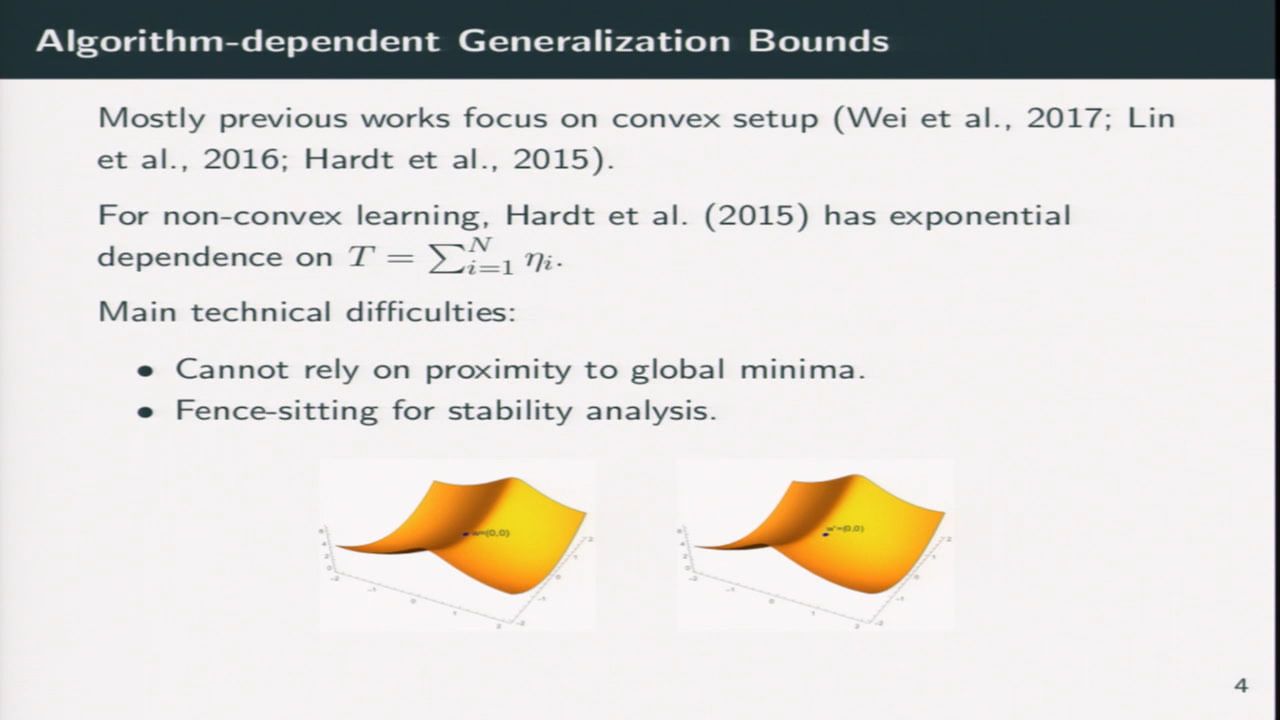 Algorithm-dependent Generalization Bounds
Mostly previous works focus on convex setup (Wei et al., 2017; Lin
et al., 2016; Hardt et al., 2015).
For non-convex learning, Hardt et al. (2015) has exponential
dependence on T = ∑_{i=1}^{N} η_i.
Main technical difficulties:
• Cannot rely on proximity to global minima.
• Fence-sitting for stability analysis.
w=(0,0)
w'=(0,0)
4